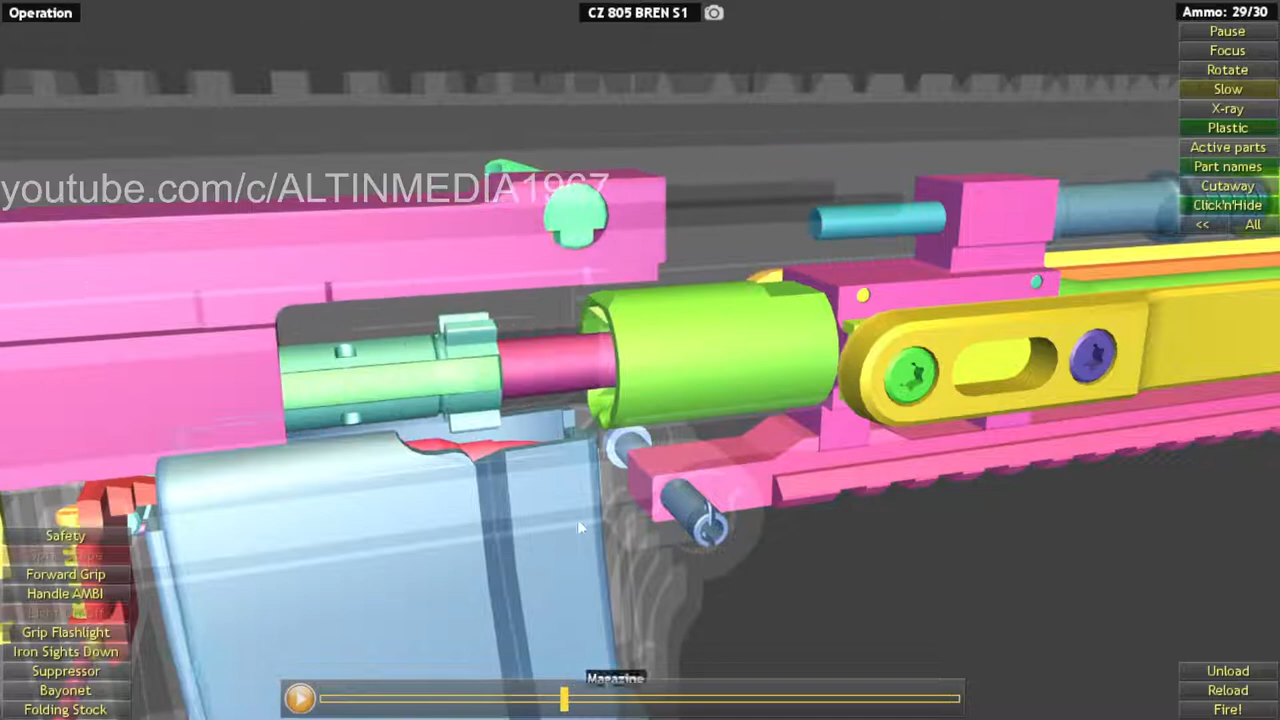 Operation
CZ 805 BREN S1
Ammo: 29/30
Pause
Focus
Rotate
Slow
X-ray
Plastic
Active parts
Part names
Cutaway
Click'n'Hide
<< All
youtube.com/c/ALTINMEDIA1967
Safety
Forward Grip
Handle AMBI
Grip Flashlight
Iron Sights Down
Suppressor
Bayonet
Folding Stock
Magazine
Unload
Reload
Fire!